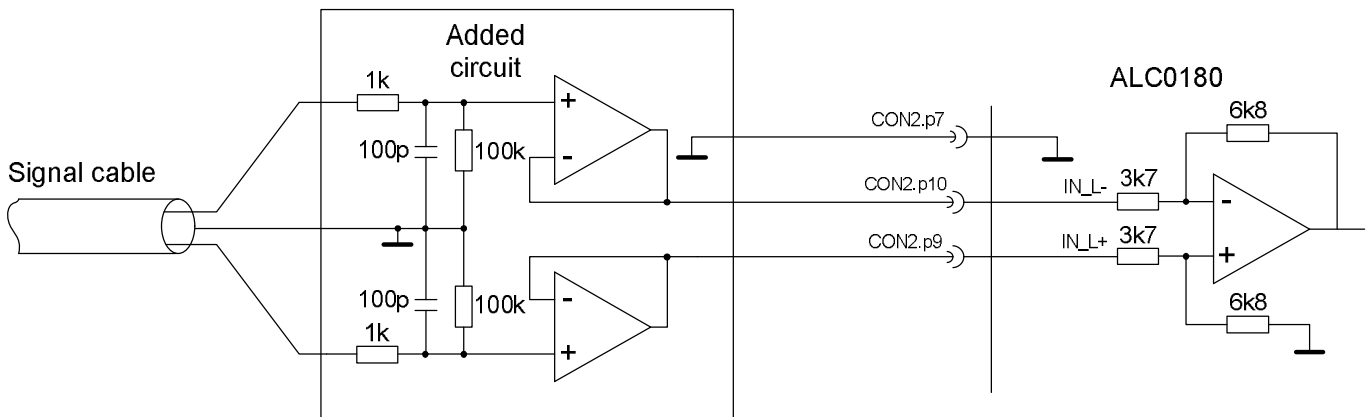 Added
circuit
ALC0180
1k
6k8
+
CON2.p7
100p
100k
-
Signal cable
CON2.p10
IN_L-
3k7
-
CON2.p9
IN_L+
3k7
+
100p
100k
-
6k8
1k
+